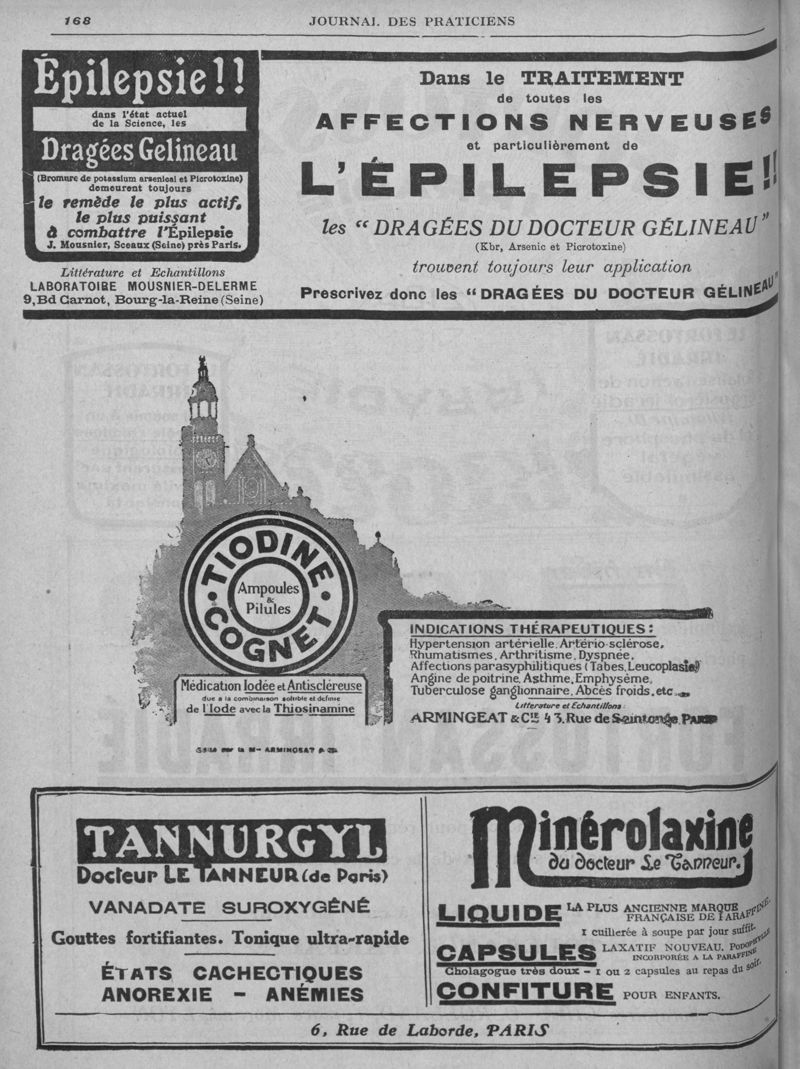 168
JOURNAL DES PRATICIENS
Épilepsie!!
dans l'état actuel
de la Science, les
Dragées Gelineau
(Bromure de potassium arsenical et Picrotoxine)
demeurent toujours
le remède le plus actif,
le plus puissant
à combattre l'Épilepsie
J. Mousnier, Sceaux (Seine) près Paris.
Littérature et Echantillons
LABORATOIRE MOUSNIER-DELERME
9, Bd Carnot, Bourg-la-Reine (Seine)
Dans le TRAITEMENT
de toutes les
AFFECTIONS NERVEUSES
et particulièrement de
L'ÉPILEPSIE!!
les "DRAGÉES DU DOCTEUR GÉLINEAU"
(Kbr, Arsenic et Picrotoxine)
trouvent toujours leur application
Prescrivez donc les "DRAGÉES DU DOCTEUR GÉLINEAU"
TIODINE
COGNET
Ampoules
&
Pilules
Médication Iodée et Antiscléreuse
due a la combinaison soluble et définie
de l'Iode avec la Thiosinamine
INDICATIONS THÉRAPEUTIQUES:
Hypertension artérielle. Artério-sclérose,
Rhumatismes, Arthritisme, Dyspnée,
Affections parasyphilitiques (Tabes, Leucoplasie)
Angine de poitrine, Asthme, Emphysème,
Tuberculose ganglionnaire, Abcès froids, etc
Litterature et Echantillons:
ARMINGEAT & Cie 43, Rue de Saintonge, PARIS
TANNURGYL
Docteur LE TANNEUR (de Paris)
VANADATE SUROXYGÉNÉ
Gouttes fortifiantes. Tonique ultra-rapide
ÉTATS CACHECTIQUES
ANOREXIE - ANÉMIES
Minérolaxine
du Docteur Le Tanneur.
LIQUIDE LA PLUS ANCIENNE MARQUE
FRANÇAISE DE PARAFFINE.
1 cuillerée à soupe par jour suffit.
CAPSULES LAXATIF NOUVEAU. PODOPHYLLE
INCORPORÉE A LA PARAFFINE
Cholagogue très doux - 1 ou 2 capsules au repas du soir.
CONFITURE POUR ENFANTS.
6, Rue de Laborde, PARIS